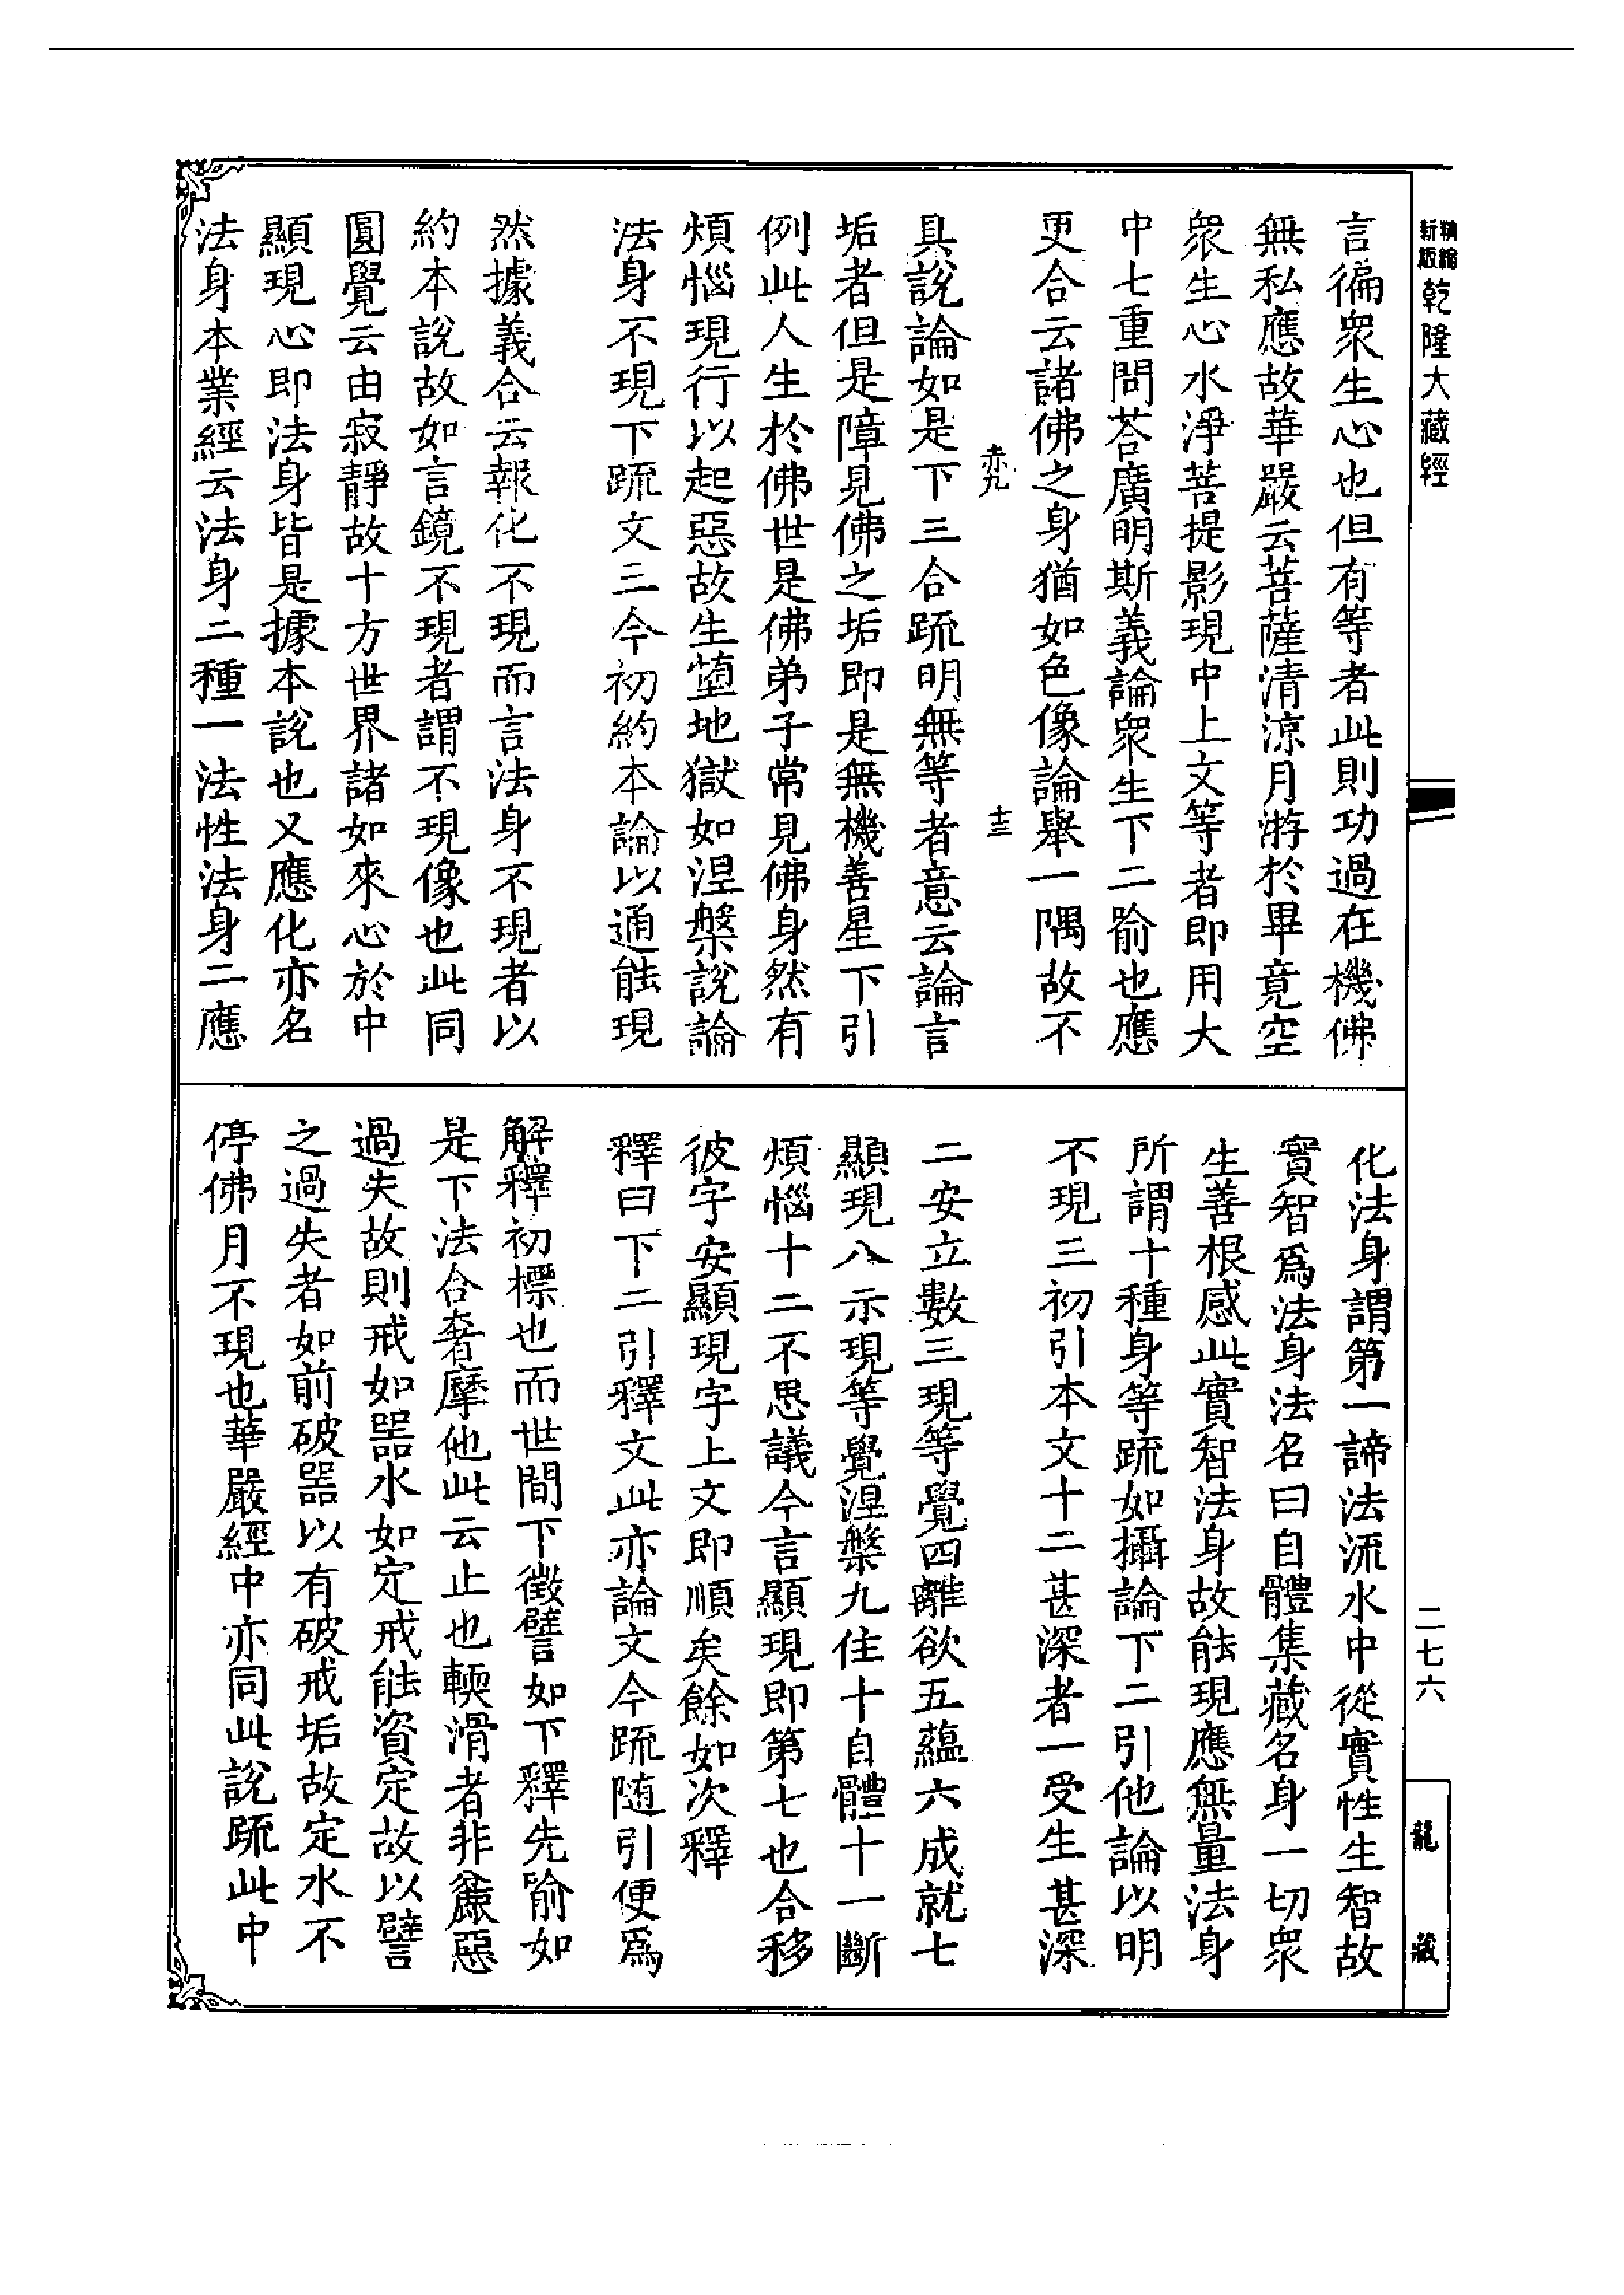 精縮新版乾隆大藏經
言徧衆生心也但有等者此則功過在機佛
無私應故華嚴云菩薩清涼月游於畢竟空
衆生心水淨菩提影現中上文等者即用大
中七重問荅廣明斯義論衆生下二喻也應
更合云諸佛之身猶如色像論舉一隅故不
赤九
十三
具說論如是下三合疏明無等者意云論言
垢者但是障見佛之垢即是無機善星下引
例此人生於佛世是佛弟子常見佛身然有
煩惱現行以起惡故生墮地獄如涅槃說論
法身不現下疏文三今初約本論以通能現
然據義合云報化不現而言法身不現者以
約本說故如言鏡不現者謂不現像也此同
圓覺云由寂靜故十方世界諸如來心於中
顯現心即法身皆是據本說也又應化亦名
法身本業經云法身二種一法性法身二應
化法身謂第一諦法流水中從實性生智故
實智爲法身法名曰自體集藏名身一切衆
生善根感此實智法身故能現應無量法身
所謂十種身等疏如攝論下二引他論以明
不現三初引本文十二甚深者一受生甚深
二安立數三現等覺四離欲五蘊六成就七
顯現八示現等覺涅槃九住十自體十一斷
煩惱十二不思議今言顯現即第七也合移
彼字安顯現字上文即順矣餘如次釋
釋曰下二引釋文此亦論文今疏隨引便爲
解釋初標也而世間下徵譬如下釋先喻如
是下法合奢摩他此云止也輭滑者非麤惡
過失故則戒如噐水如定戒能資定故以譬
之過失者如前破噐以有破戒垢故定水不
停佛月不現也華嚴經中亦同此說疏此中
二七六
龍藏